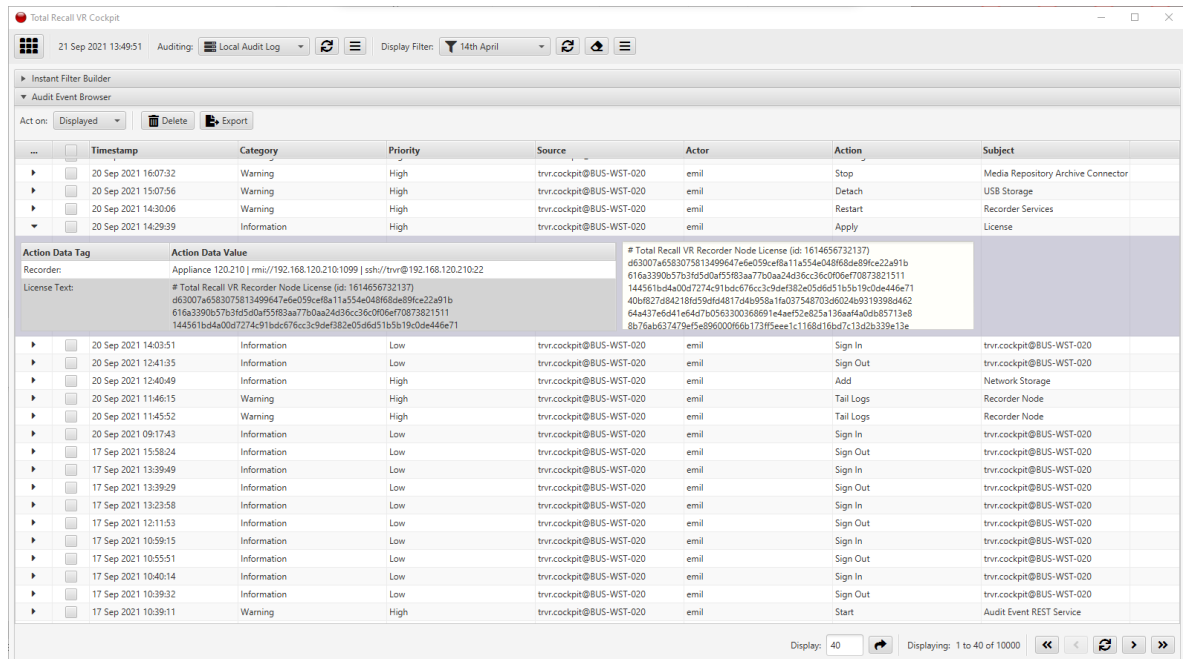 Total Recall VR Cockpit
21 Sep 2021 13:49:51 Auditing: Local Audit Log Display Filter: 14th April
Instant Filter Builder
Audit Event Browser
Act on: Displayed Delete Export
... Timestamp Category Priority Source Actor Action Subject
20 Sep 2021 16:07:32 Warning High trvr.cockpit@BUS-WST-020 emil Stop Media Repository Archive Connector
20 Sep 2021 15:07:56 Warning High trvr.cockpit@BUS-WST-020 emil Detach USB Storage
20 Sep 2021 14:30:06 Warning High trvr.cockpit@BUS-WST-020 emil Restart Recorder Services
20 Sep 2021 14:29:39 Information High trvr.cockpit@BUS-WST-020 emil Apply License
Action Data Tag Action Data Value
Recorder: Appliance 120.210 | rmi://192.168.120.210:1099 | ssh://trvr@192.168.120.210:22
License Text: # Total Recall VR Recorder Node License (id: 1614656732137)
d63007a6583075813499647e6e059cef8a11a554e048f68de89fce22a91b
616a3390b57b3fd5d0af55f83aa77b0aa24d36cc36c0f06ef70873821511
144561bd4a00d7274c91bdc676cc3c9def382e05d6d51b5b19c0de446e71
# Total Recall VR Recorder Node License (id: 1614656732137)
d63007a6583075813499647e6e059cef8a11a554e048f68de89fce22a91b
616a3390b57b3fd5d0af55f83aa77b0aa24d36cc36c0f06ef70873821511
144561bd4a00d7274c91bdc676cc3c9def382e05d6d51b5b19c0de446e71
40bf827d84218fd59dfd4817d4b958a1fa037548703d6024b9319398d462
64a437e6d41e64d7b0563300368691e4aef52e825a136aaf4a0db85713e8
8b76ab637479ef5e896000f66b173ff5eee1c1168d16bd7c13d2b339e13e
20 Sep 2021 14:03:51 Information Low trvr.cockpit@BUS-WST-020 emil Sign In trvr.cockpit@BUS-WST-020
20 Sep 2021 12:41:35 Information Low trvr.cockpit@BUS-WST-020 emil Sign Out trvr.cockpit@BUS-WST-020
20 Sep 2021 12:40:49 Information High trvr.cockpit@BUS-WST-020 emil Add Network Storage
20 Sep 2021 11:46:15 Warning High trvr.cockpit@BUS-WST-020 emil Tail Logs Recorder Node
20 Sep 2021 11:45:52 Warning High trvr.cockpit@BUS-WST-020 emil Tail Logs Recorder Node
20 Sep 2021 09:17:43 Information Low trvr.cockpit@BUS-WST-020 emil Sign In trvr.cockpit@BUS-WST-020
17 Sep 2021 15:58:24 Information Low trvr.cockpit@BUS-WST-020 emil Sign Out trvr.cockpit@BUS-WST-020
17 Sep 2021 13:39:49 Information Low trvr.cockpit@BUS-WST-020 emil Sign In trvr.cockpit@BUS-WST-020
17 Sep 2021 13:39:29 Information Low trvr.cockpit@BUS-WST-020 emil Sign Out trvr.cockpit@BUS-WST-020
17 Sep 2021 13:23:58 Information Low trvr.cockpit@BUS-WST-020 emil Sign In trvr.cockpit@BUS-WST-020
17 Sep 2021 12:11:53 Information Low trvr.cockpit@BUS-WST-020 emil Sign Out trvr.cockpit@BUS-WST-020
17 Sep 2021 10:59:15 Information Low trvr.cockpit@BUS-WST-020 emil Sign In trvr.cockpit@BUS-WST-020
17 Sep 2021 10:55:51 Information Low trvr.cockpit@BUS-WST-020 emil Sign Out trvr.cockpit@BUS-WST-020
17 Sep 2021 10:40:14 Information Low trvr.cockpit@BUS-WST-020 emil Sign In trvr.cockpit@BUS-WST-020
17 Sep 2021 10:39:32 Information Low trvr.cockpit@BUS-WST-020 emil Sign Out trvr.cockpit@BUS-WST-020
17 Sep 2021 10:39:11 Warning High trvr.cockpit@BUS-WST-020 emil Start Audit Event REST Service
Display: 40 Displaying: 1 to 40 of 10000